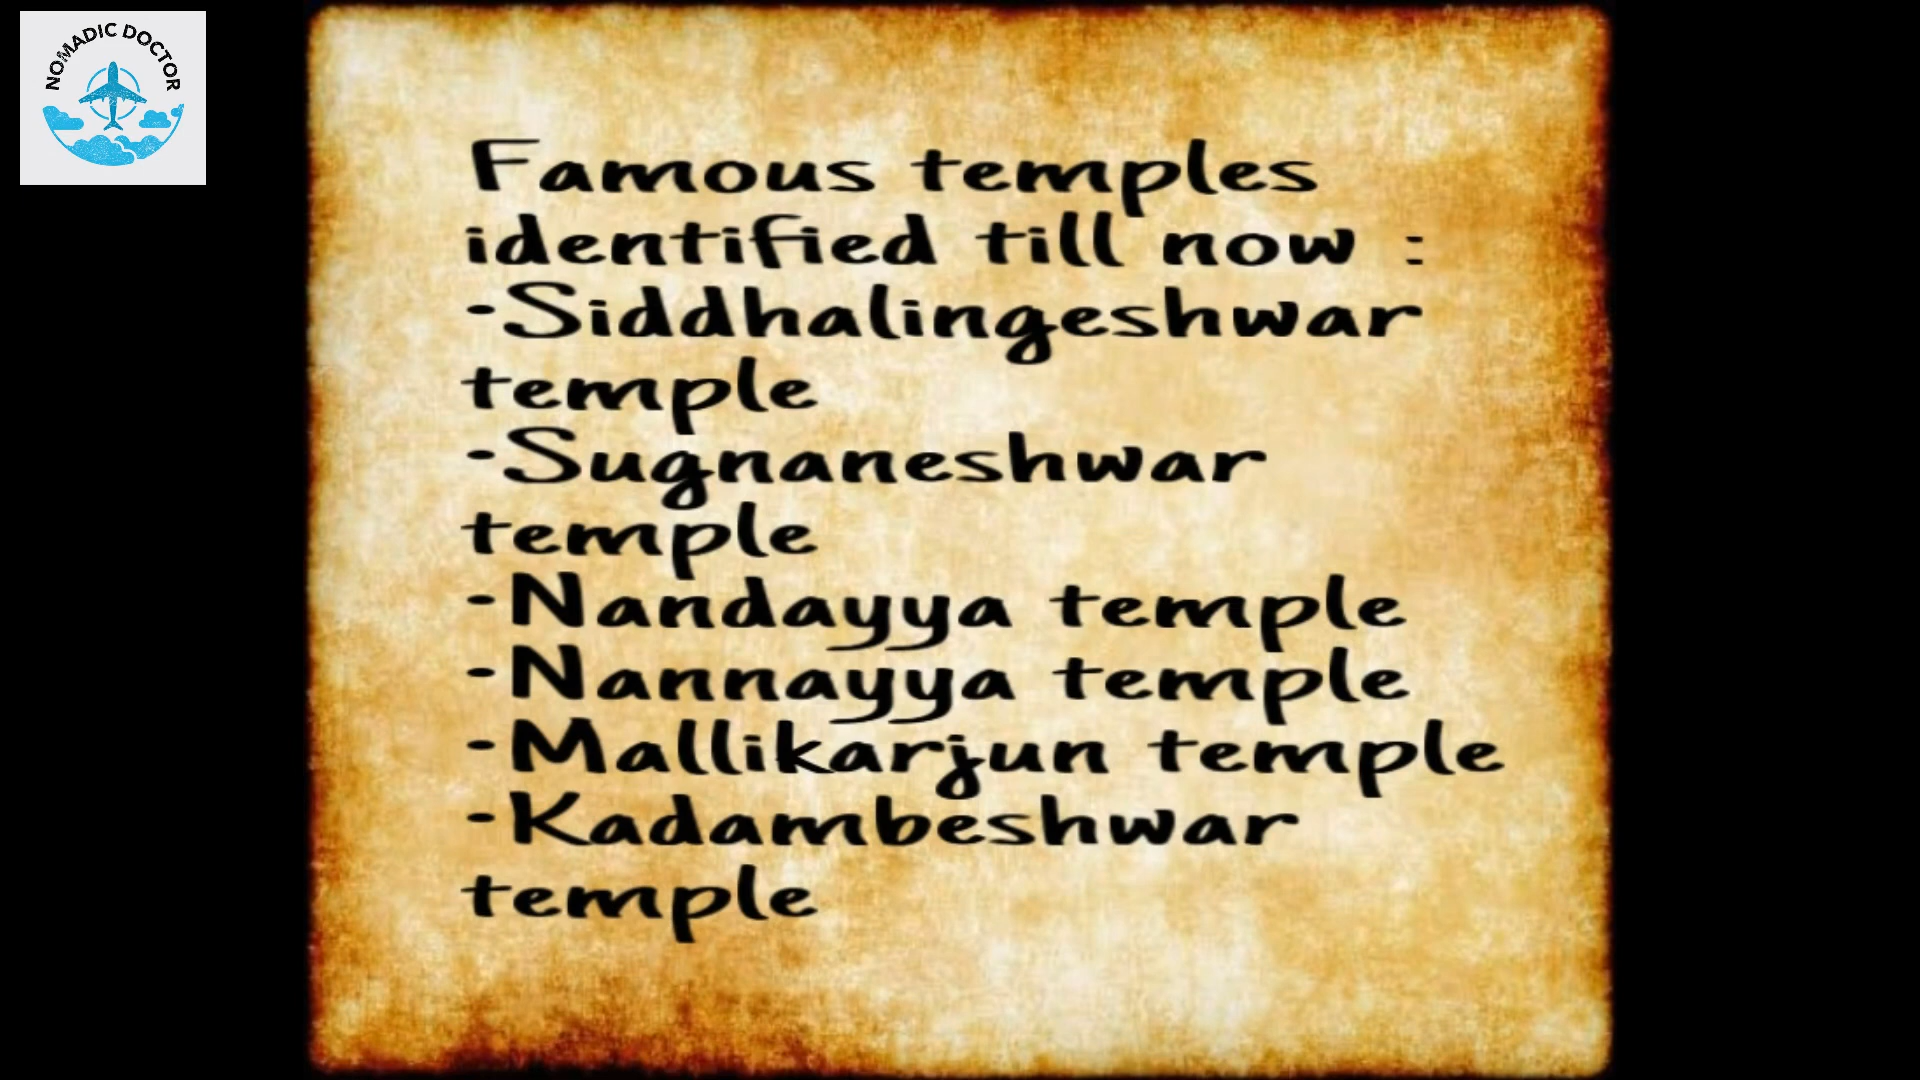 NOMADIC DOCTOR
Famous temples
identified till now :
-Siddhalingeshwar
temple
-Sugnaneshwar
temple
-Nandayya temple
-Nannayya temple
-Mallikarjun temple
-Kadambeshwar
temple